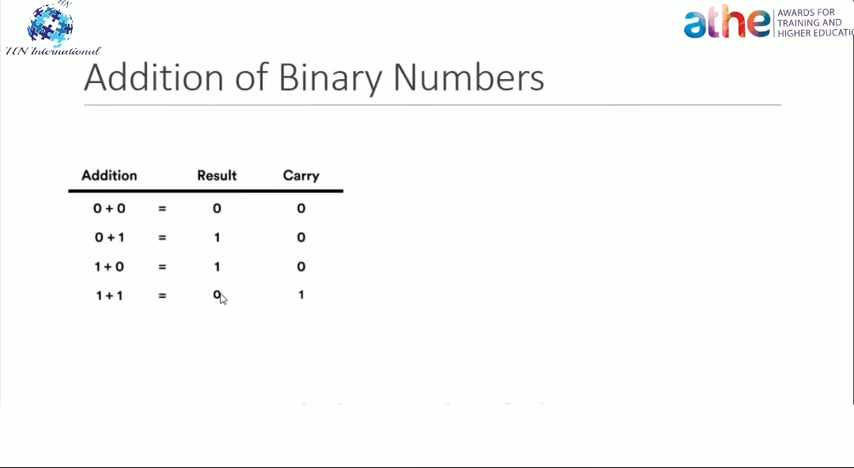 HN International
athe
AWARDS FOR
TRAINING AND
HIGHER EDUCATIO
Addition of Binary Numbers
Addition Result Carry
0 + 0 = 0 0
0 + 1 = 1 0
1 + 0 = 1 0
1 + 1 = 0 1